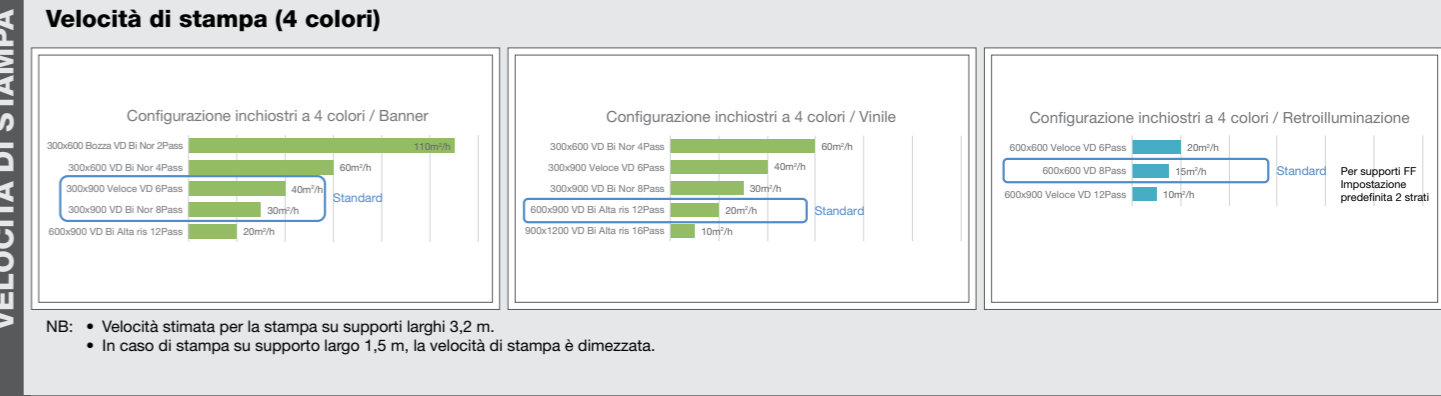 VELOCITÀ DI STAMPA
Velocità di stampa (4 colori)
Configurazione inchiostri a 4 colori / Banner
300x600 Bozza VD Bi Nor 2Pass 110m²/h
300x600 VD Bi Nor 4Pass 60m²/h
300x900 Veloce VD 6Pass 40m²/h
Standard
300x900 VD Bi Nor 8Pass 30m²/h
600x900 VD Bi Alta ris 12Pass 20m²/h
Configurazione inchiostri a 4 colori / Vinile
300x600 VD Bi Nor 4Pass 60m²/h
300x900 Veloce VD 6Pass 40m²/h
300x900 VD Bi Nor 8Pass 30m²/h
600x900 VD Bi Alta ris 12Pass 20m²/h Standard
900x1200 VD Bi Alta ris 16Pass 10m²/h
Configurazione inchiostri a 4 colori / Retroilluminazione
600x600 Veloce VD 6Pass 20m²/h
600x600 VD 8Pass 15m²/h Standard
600x900 Veloce VD 12Pass 10m²/h
Per supporti FF
Impostazione
predefinita 2 strati
NB: • Velocità stimata per la stampa su supporti larghi 3,2 m.
• In caso di stampa su supporto largo 1,5 m, la velocità di stampa è dimezzata.